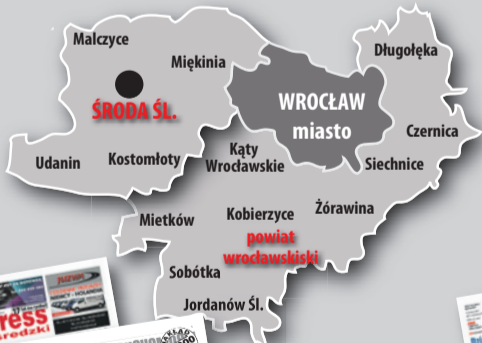 Malczyce
Długołęka
Miękinia
ŚRODA ŚL.
WROCŁAW
miasto
Czernica
Udanin
Kostomłoty
Kąty
Wrocławskie
Siechnice
Mietków
Kobierzyce
Żórawina
powiat
wrocławskiski
Sobótka
Jordanów Śl.
ress
redzki